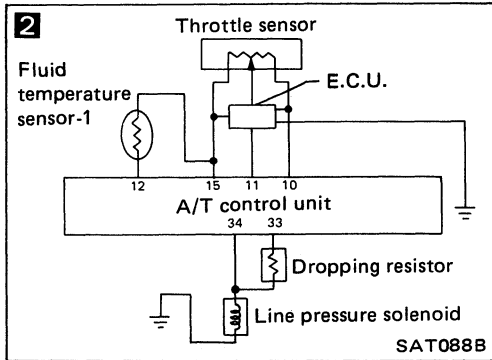 2
Throttle sensor
Fluid
temperature
sensor-1
E.C.U.
12 15 11 10
A/T control unit
34 33
Dropping resistor
Line pressure solenoid
SAT088B